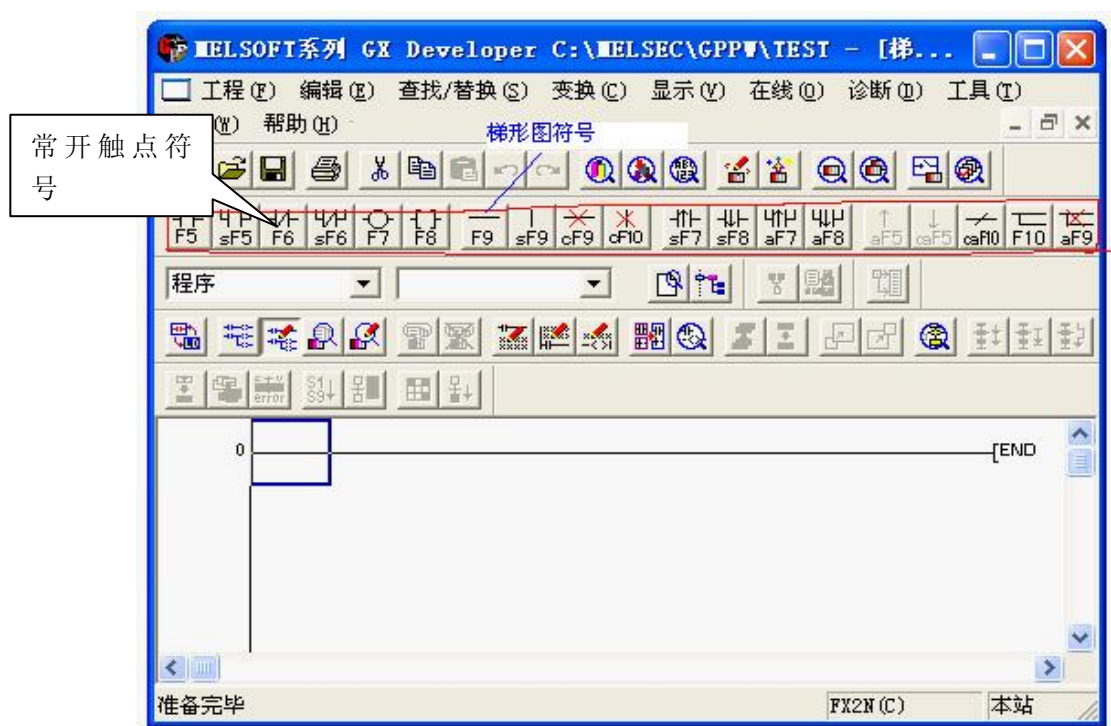 MELSOFT系列 GX Developer C:\MELSEC\GPPW\TEST - [梯...
工程(F) 编辑(E) 查找/替换(S) 变换(C) 显示(V) 在线(O) 诊断(D) 工具(T)
(W) 帮助(H)
常开触点符
号
梯形图符号
F5 sF5 F6 sF6 F7 F8 F9 sF9 cF9 cF10 sF7 sF8 aF7 aF8 aF5 caF5 caF10 F10 aF9
程序
error S1 S9
0 [END
准备完毕 FX2N(C) 本站